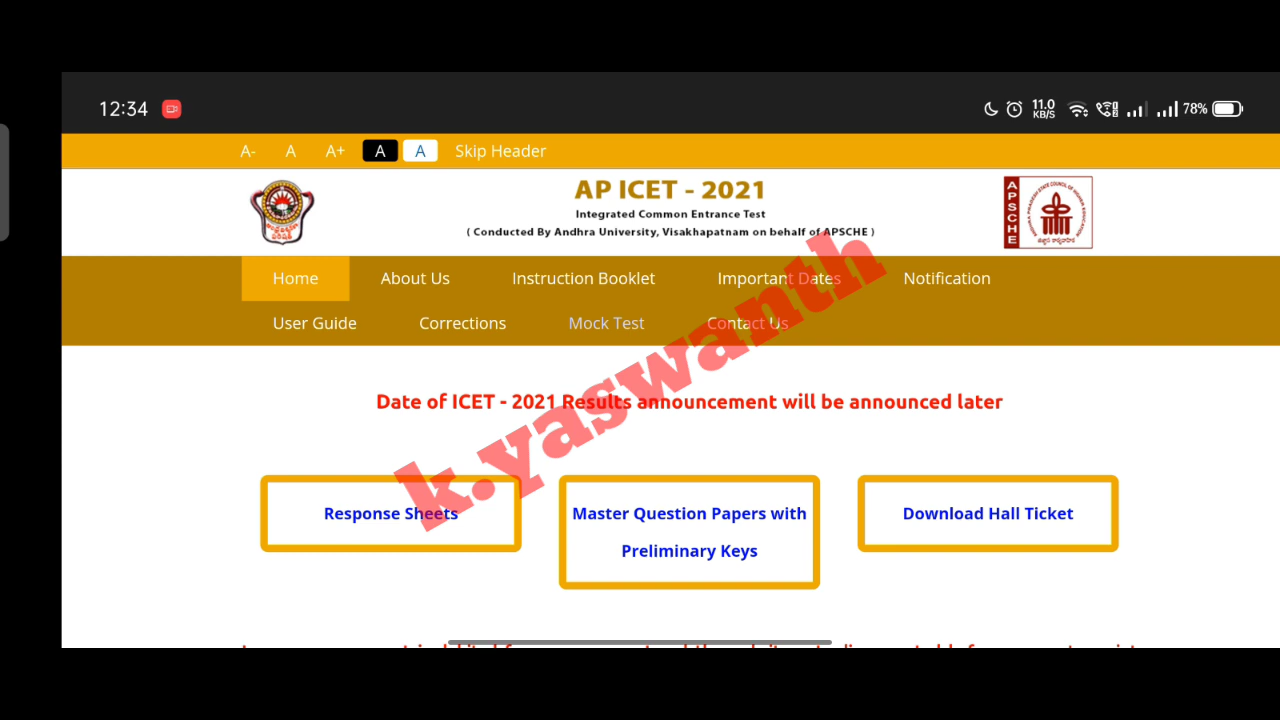 12:34
11.0
KB/S
78%
A- A A+ A A Skip Header
AP ICET - 2021
Integrated Common Entrance Test
( Conducted By Andhra University, Visakhapatnam on behalf of APSCHE )
APSCHE
Home About Us Instruction Booklet Important Dates Notification
User Guide Corrections Mock Test Contact Us
k.yaswanth
Date of ICET - 2021 Results announcement will be announced later
Response Sheets
Master Question Papers with
Preliminary Keys
Download Hall Ticket